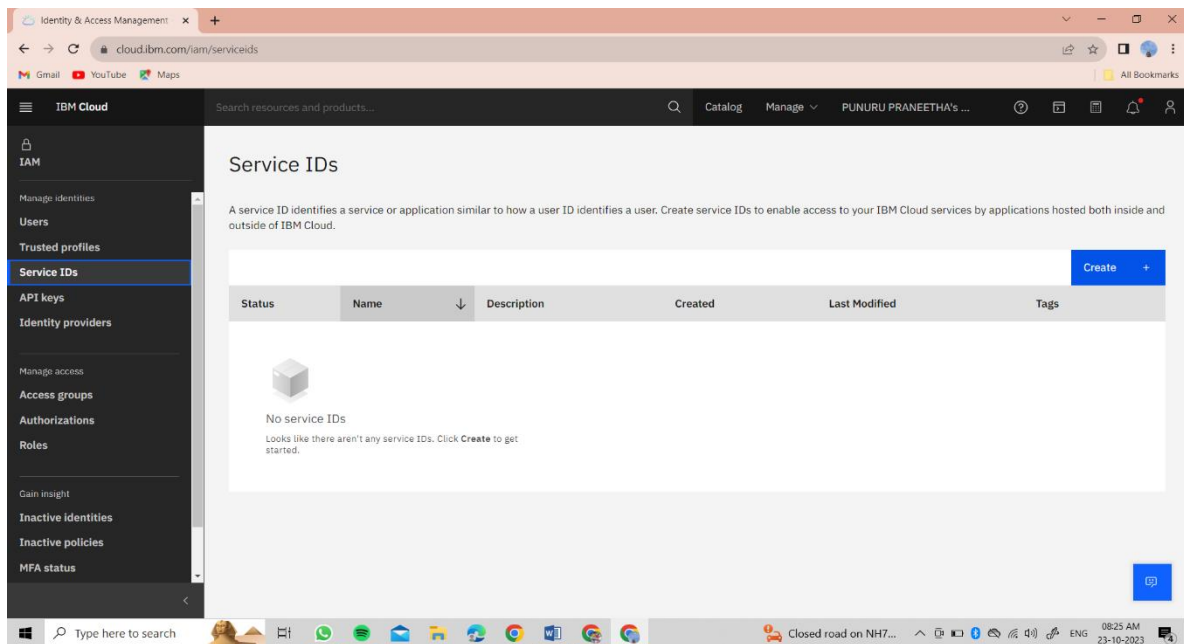 Identity & Access Management
cloud.ibm.com/iam/serviceids
Gmail YouTube Maps All Bookmarks
IBM Cloud Search resources and products... Catalog Manage PUNURU PRANEETHA's ...
IAM
Manage identities
Users
Trusted profiles
Service IDs
API keys
Identity providers
Manage access
Access groups
Authorizations
Roles
Gain insight
Inactive identities
Inactive policies
MFA status
Service IDs
A service ID identifies a service or application similar to how a user ID identifies a user. Create service IDs to enable access to your IBM Cloud services by applications hosted both inside and
outside of IBM Cloud.
Create +
Status Name Description Created Last Modified Tags
No service IDs
Looks like there aren't any service IDs. Click Create to get
started.
Type here to search Closed road on NH7... ENG 08:25 AM
23-10-2023 4